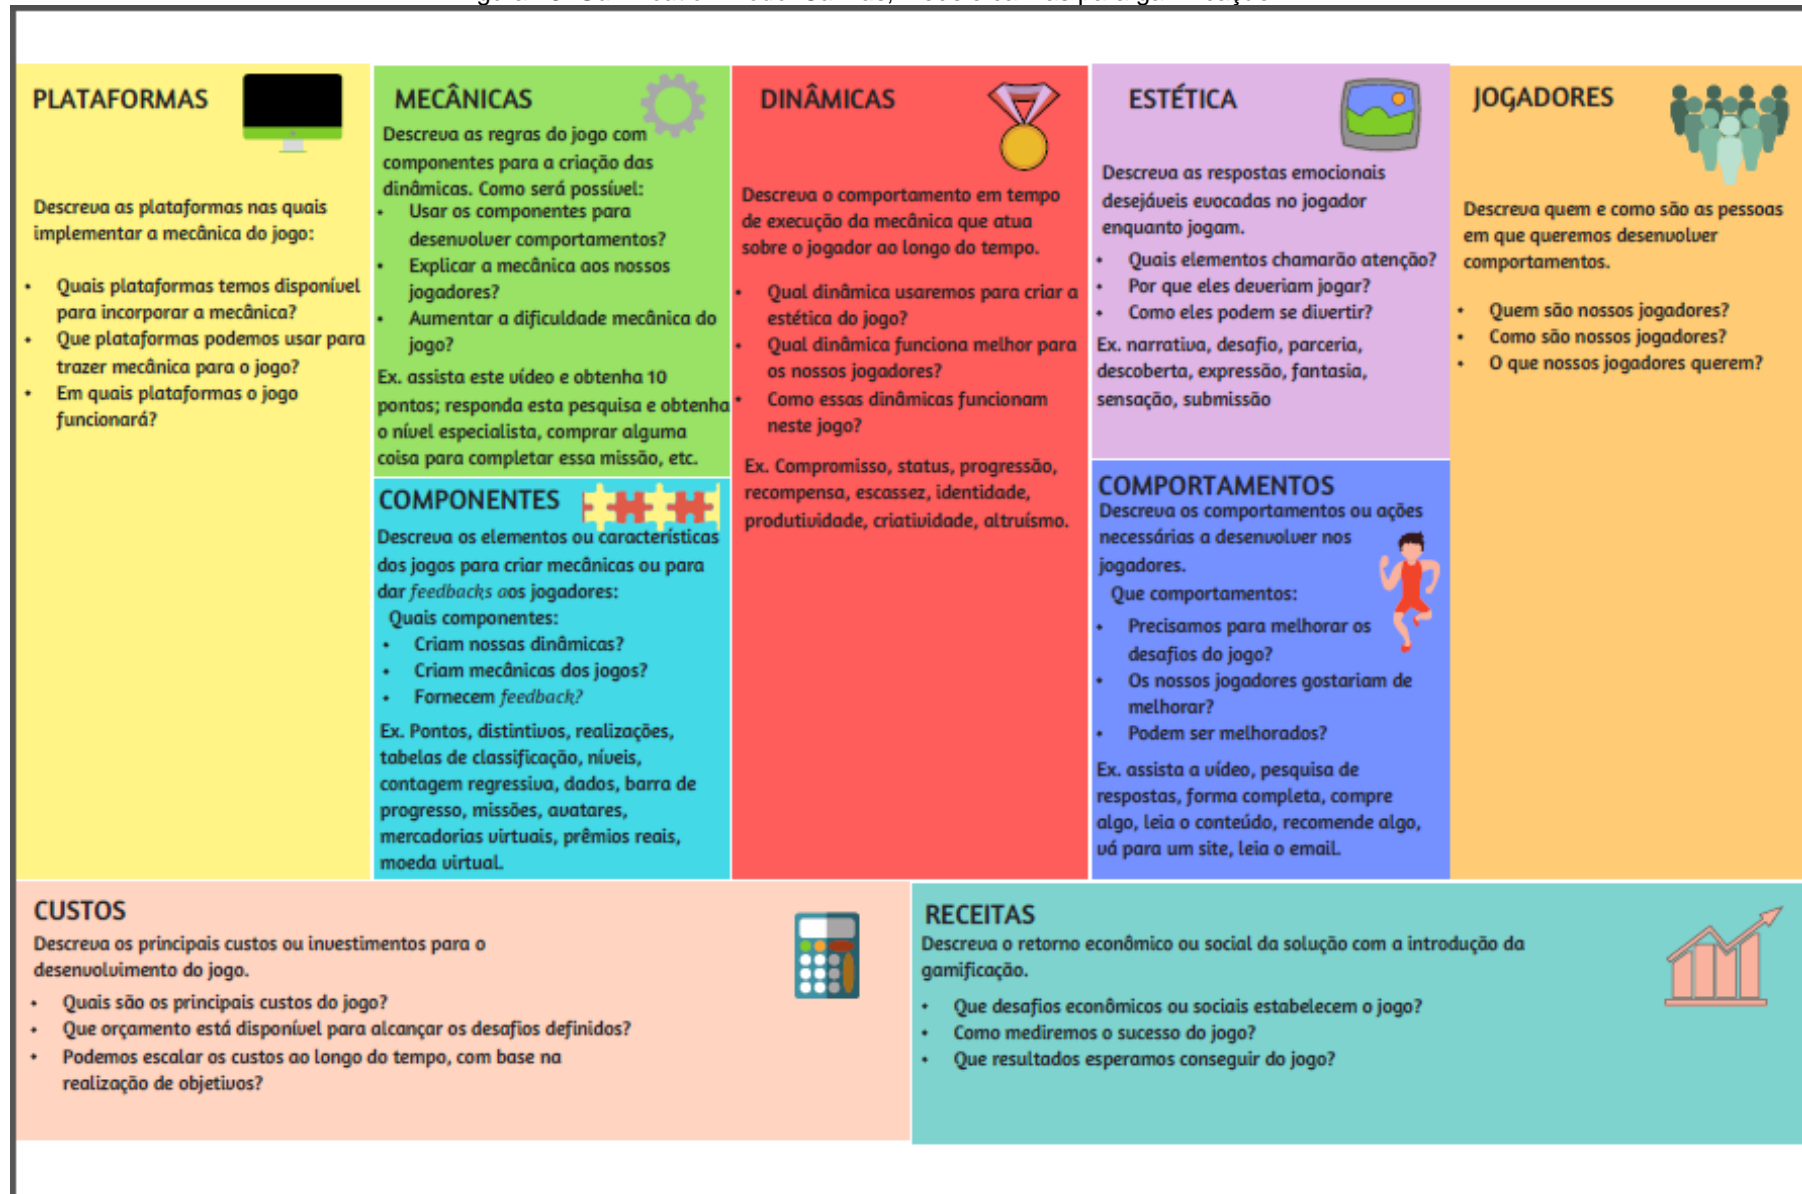 PLATAFORMAS
Descreva as plataformas nas quais
implementar a mecânica do jogo:
• Quais plataformas temos disponível
para incorporar a mecânica?
• Que plataformas podemos usar para
trazer mecânica para o jogo?
• Em quais plataformas o jogo
funcionará?
MECÂNICAS
Descreva as regras do jogo com
componentes para a criação das
dinâmicas. Como será possível:
• Usar os componentes para
desenvolver comportamentos?
• Explicar a mecânica aos nossos
jogadores?
• Aumentar a dificuldade mecânica do
jogo?
Ex. assista este vídeo e obtenha 10
pontos; responda esta pesquisa e obtenha
o nível especialista, comprar alguma
coisa para completar essa missão, etc.
COMPONENTES
Descreva os elementos ou características
dos jogos para criar mecânicas ou para
dar feedbacks aos jogadores:
Quais componentes:
• Criam nossas dinâmicas?
• Criam mecânicas dos jogos?
• Fornecem feedback?
Ex. Pontos, distintivos, realizações,
tabelas de classificação, níveis,
contagem regressiva, dados, barra de
progresso, missões, avatares,
mercadorias virtuais, prêmios reais,
moeda virtual.
DINÂMICAS
Descreva o comportamento em tempo
de execução da mecânica que atua
sobre o jogador ao longo do tempo.
• Qual dinâmica usaremos para criar a
estética do jogo?
• Qual dinâmica funciona melhor para
os nossos jogadores?
• Como essas dinâmicas funcionam
neste jogo?
Ex. Compromisso, status, progressão,
recompensa, escassez, identidade,
produtividade, criatividade, altruísmo.
ESTÉTICA
Descreva as respostas emocionais
desejáveis evocadas no jogador
enquanto jogam.
• Quais elementos chamarão atenção?
• Por que eles deveriam jogar?
• Como eles podem se divertir?
Ex. narrativa, desafio, parceria,
descoberta, expressão, fantasia,
sensação, submissão
COMPORTAMENTOS
Descreva os comportamentos ou ações
necessárias a desenvolver nos
jogadores.
Que comportamentos:
• Precisamos para melhorar os
desafios do jogo?
• Os nossos jogadores gostariam de
melhorar?
• Podem ser melhorados?
Ex. assista a vídeo, pesquisa de
respostas, forma completa, compre
algo, leia o conteúdo, recomende algo,
vá para um site, leia o email.
JOGADORES
Descreva quem e como são as pessoas
em que queremos desenvolver
comportamentos.
• Quem são nossos jogadores?
• Como são nossos jogadores?
• O que nossos jogadores querem?
CUSTOS
Descreva os principais custos ou investimentos para o
desenvolvimento do jogo.
• Quais são os principais custos do jogo?
• Que orçamento está disponível para alcançar os desafios definidos?
• Podemos escalar os custos ao longo do tempo, com base na
realização de objetivos?
RECEITAS
Descreva o retorno econômico ou social da solução com a introdução da
gamificação.
• Que desafios econômicos ou sociais estabelecem o jogo?
• Como mediremos o sucesso do jogo?
• Que resultados esperamos conseguir do jogo?